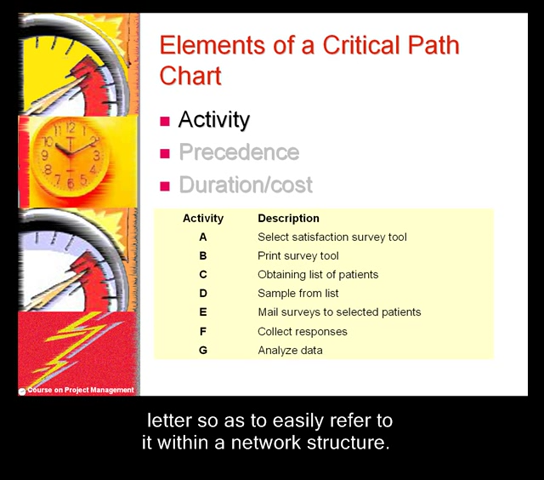 Elements of a Critical Path
Chart
Activity
Precedence
Duration/cost
Activity Description
A Select satisfaction survey tool
B Print survey tool
C Obtaining list of patients
D Sample from list
E Mail surveys to selected patients
F Collect responses
G Analyze data
Course on Project Management
letter so as to easily refer to
it within a network structure.